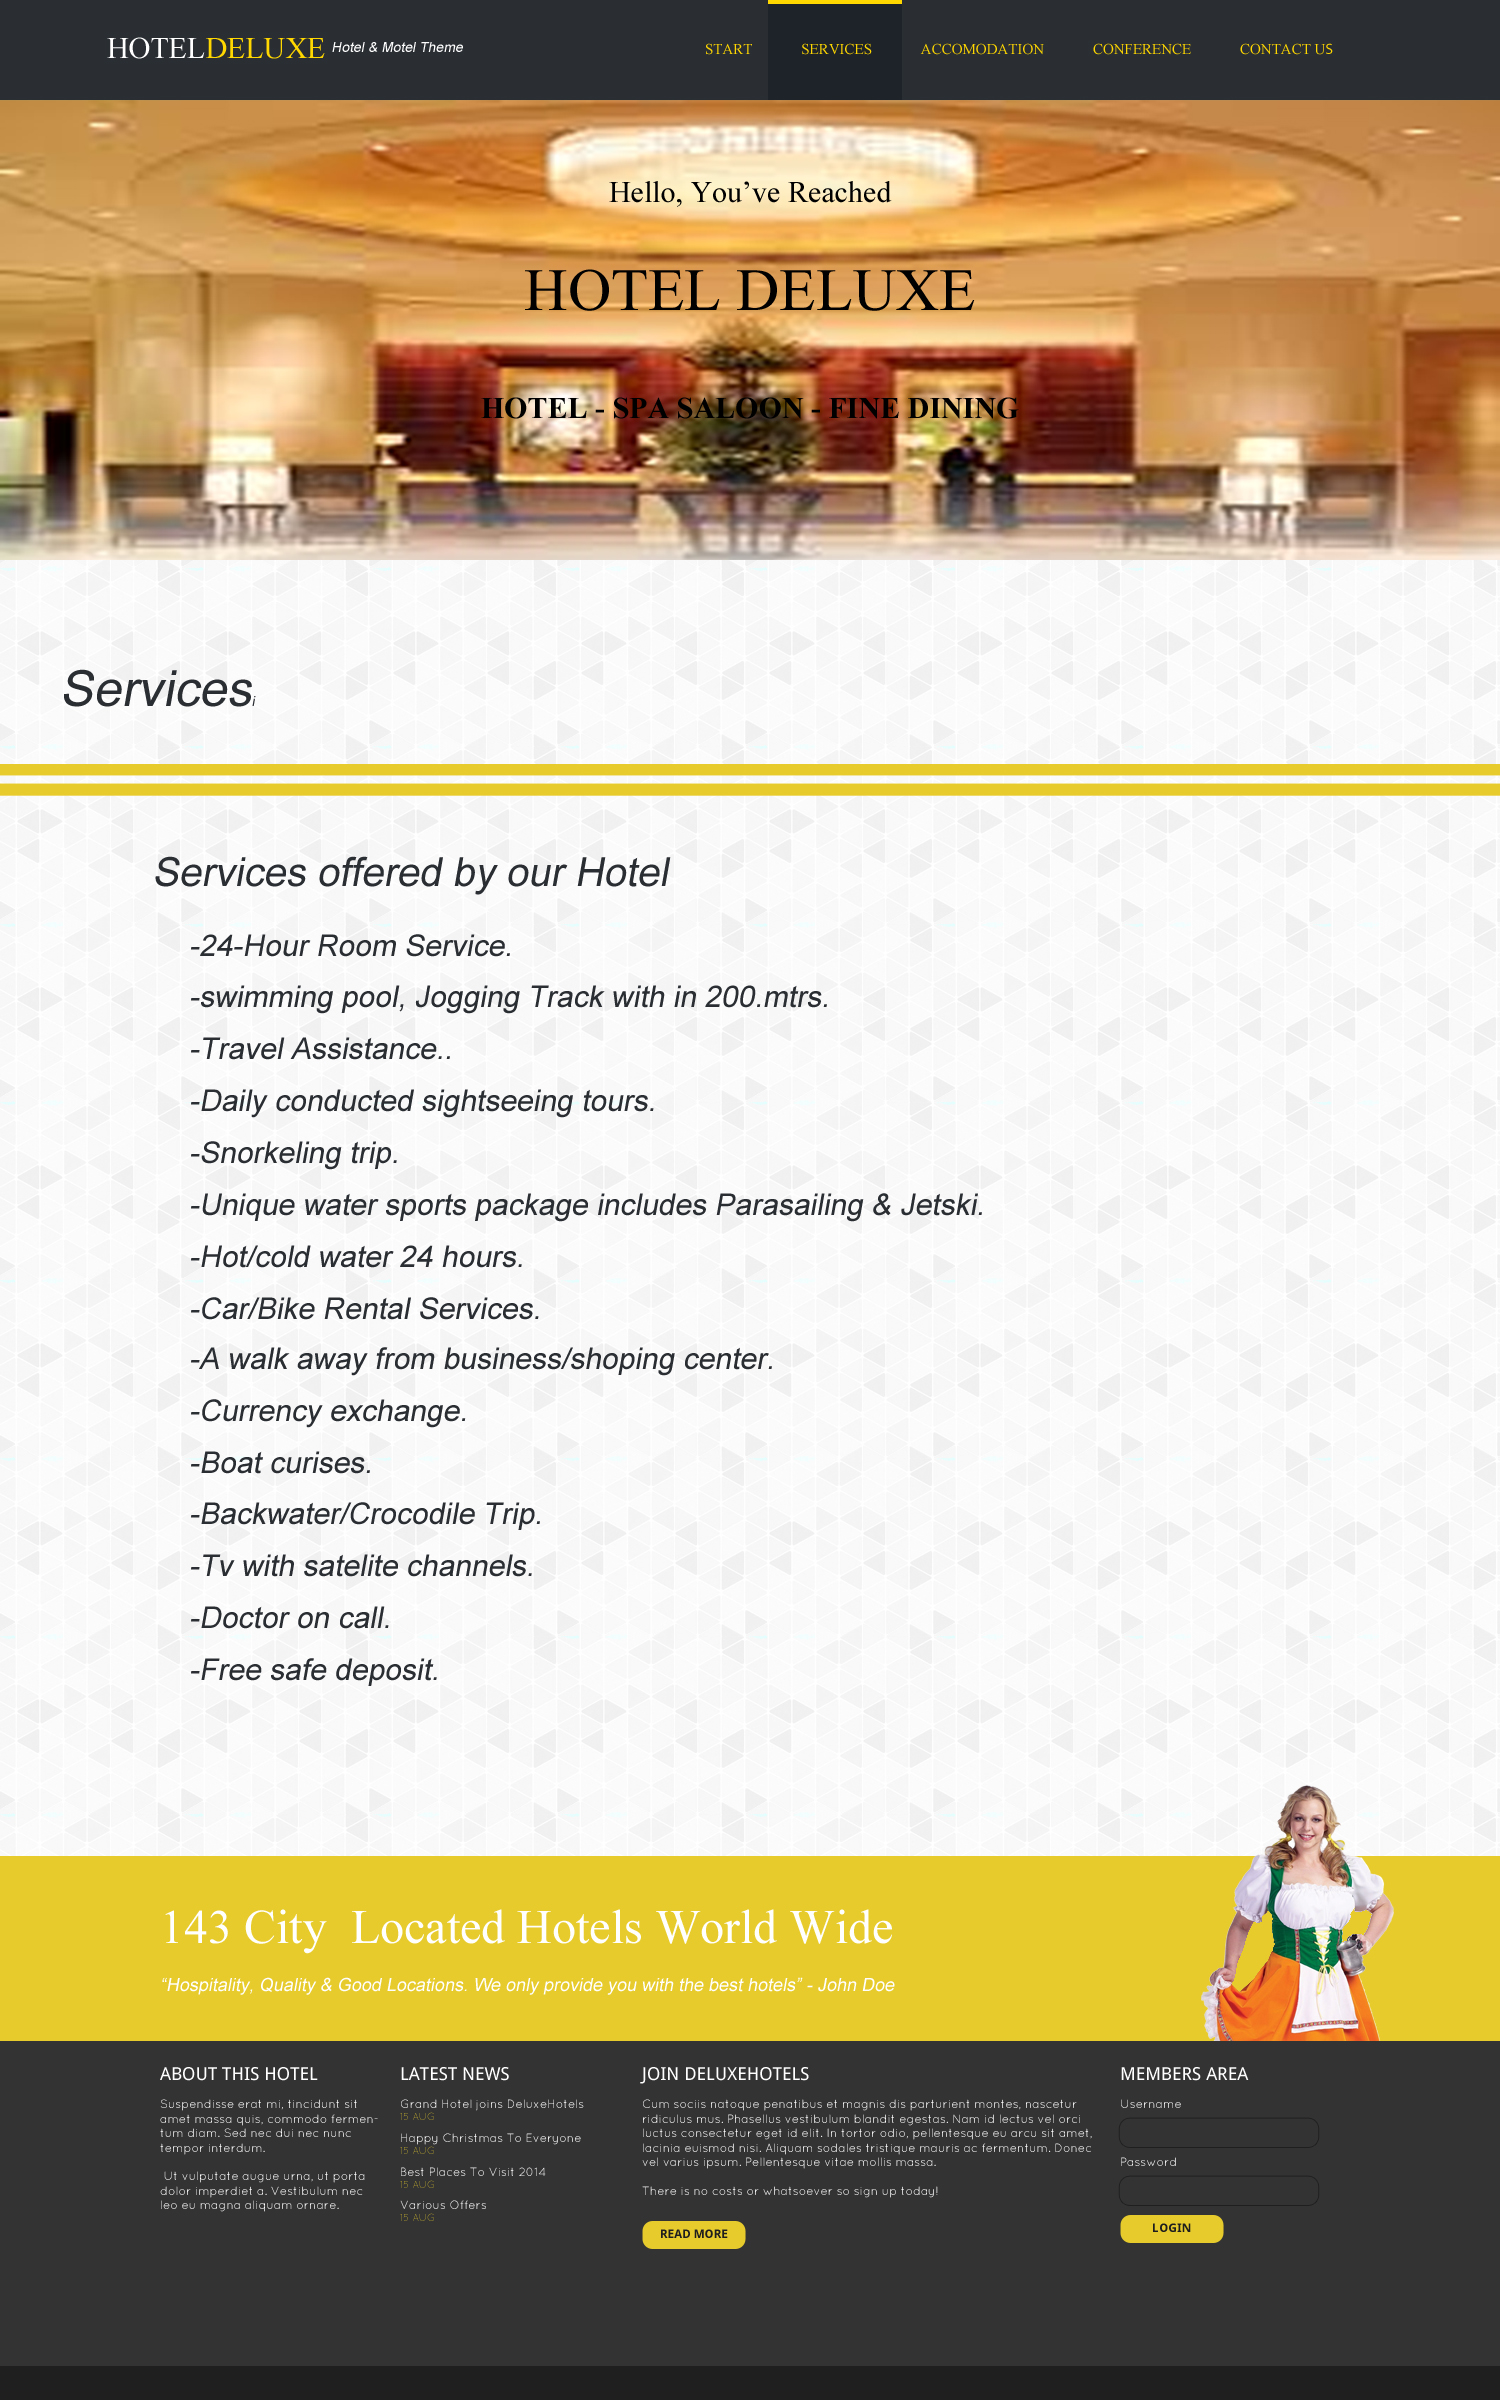 HOTELDELUXE Hotel & Motel Theme
START SERVICES ACCOMODATION CONFERENCE CONTACT US
Hello, You’ve Reached
HOTEL DELUXE
HOTEL - SPA SALOON - FINE DINING
Servicesi
Services offered by our Hotel
-24-Hour Room Service.
-swimming pool, Jogging Track with in 200.mtrs.
-Travel Assistance..
-Daily conducted sightseeing tours.
-Snorkeling trip.
-Unique water sports package includes Parasailing & Jetski.
-Hot/cold water 24 hours.
-Car/Bike Rental Services.
-A walk away from business/shoping center.
-Currency exchange.
-Boat curises.
-Backwater/Crocodile Trip.
-Tv with satelite channels.
-Doctor on call.
-Free safe deposit.
143 City Located Hotels World Wide
“Hospitality, Quality & Good Locations. We only provide you with the best hotels” - John Doe
ABOUT THIS HOTEL
Suspendisse erat mi, tincidunt sit
amet massa quis, commodo fermen-
tum diam. Sed nec dui nec nunc
tempor interdum.
Ut vulputate augue urna, ut porta
dolor imperdiet a. Vestibulum nec
leo eu magna aliquam ornare.
LATEST NEWS
Grand Hotel joins DeluxeHotels
15 AUG
Happy Christmas To Everyone
15 AUG
Best Places To Visit 2014
15 AUG
Various Offers
15 AUG
JOIN DELUXEHOTELS
Cum sociis natoque penatibus et magnis dis parturient montes, nascetur
ridiculus mus. Phasellus vestibulum blandit egestas. Nam id lectus vel orci
luctus consectetur eget id elit. In tortor odio, pellentesque eu arcu sit amet,
lacinia euismod nisi. Aliquam sodales tristique mauris ac fermentum. Donec
vel varius ipsum. Pellentesque vitae mollis massa.
There is no costs or whatsoever so sign up today!
READ MORE
MEMBERS AREA
Username
Password
LOGIN